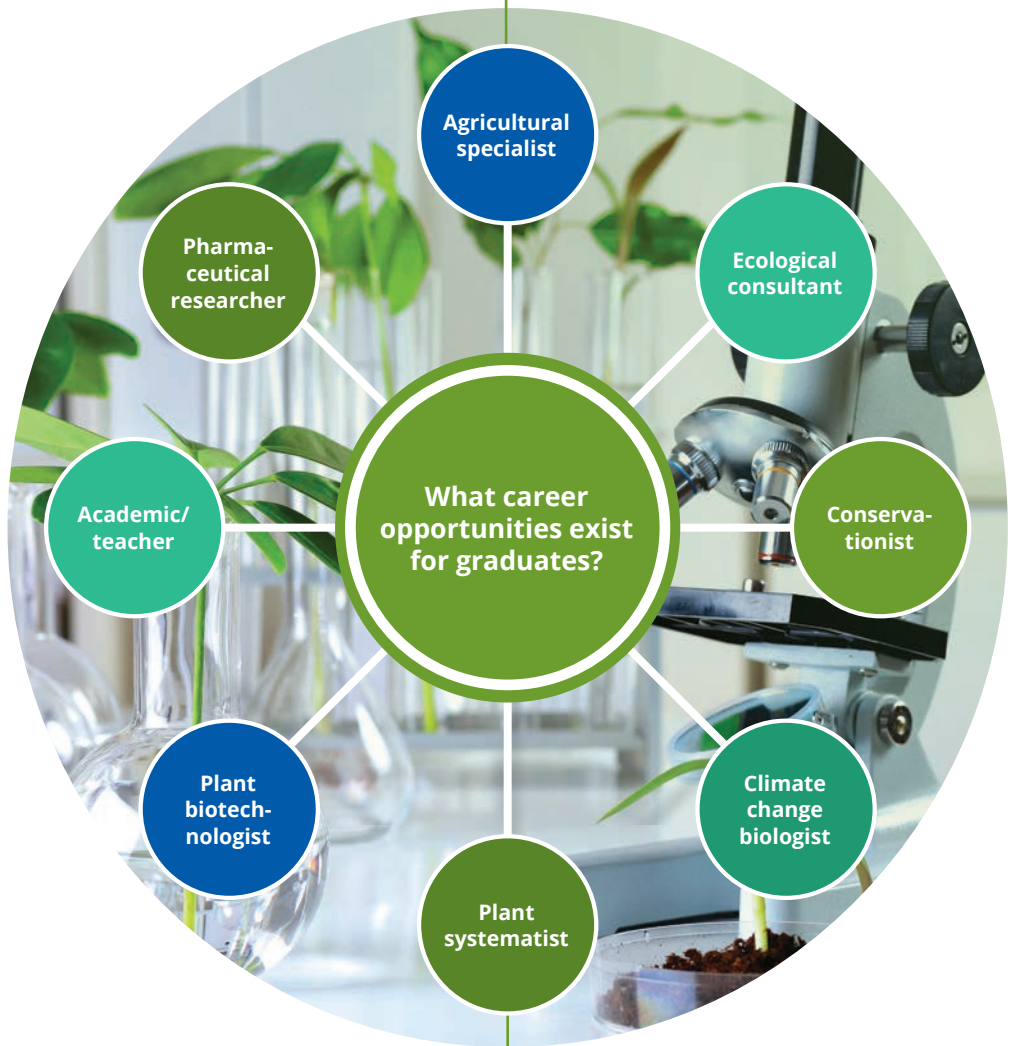 What career
opportunities exist
for graduates?
Agricultural
specialist
Ecological
consultant
Conserva-
tionist
Climate
change
biologist
Plant
systematist
Plant
biotech-
nologist
Academic/
teacher
Pharma-
ceutical
researcher